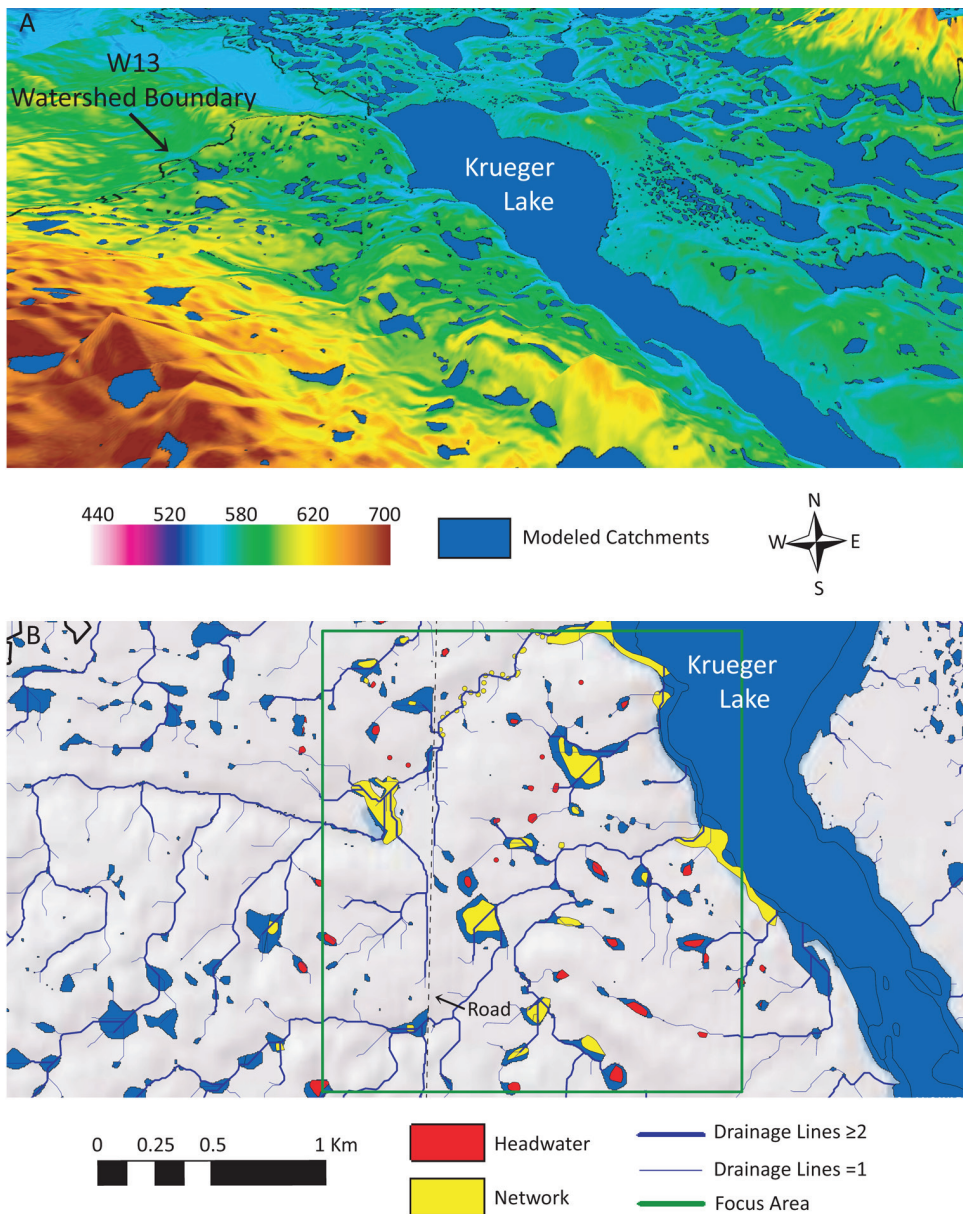 A
W13
Watershed Boundary
Krueger
Lake
440 520 580 620 700
Modeled Catchments
N
W E
S
B
Krueger
Lake
Road
0 0.25 0.5 1 Km
Headwater
Network
Drainage Lines ≥2
Drainage Lines =1
Focus Area